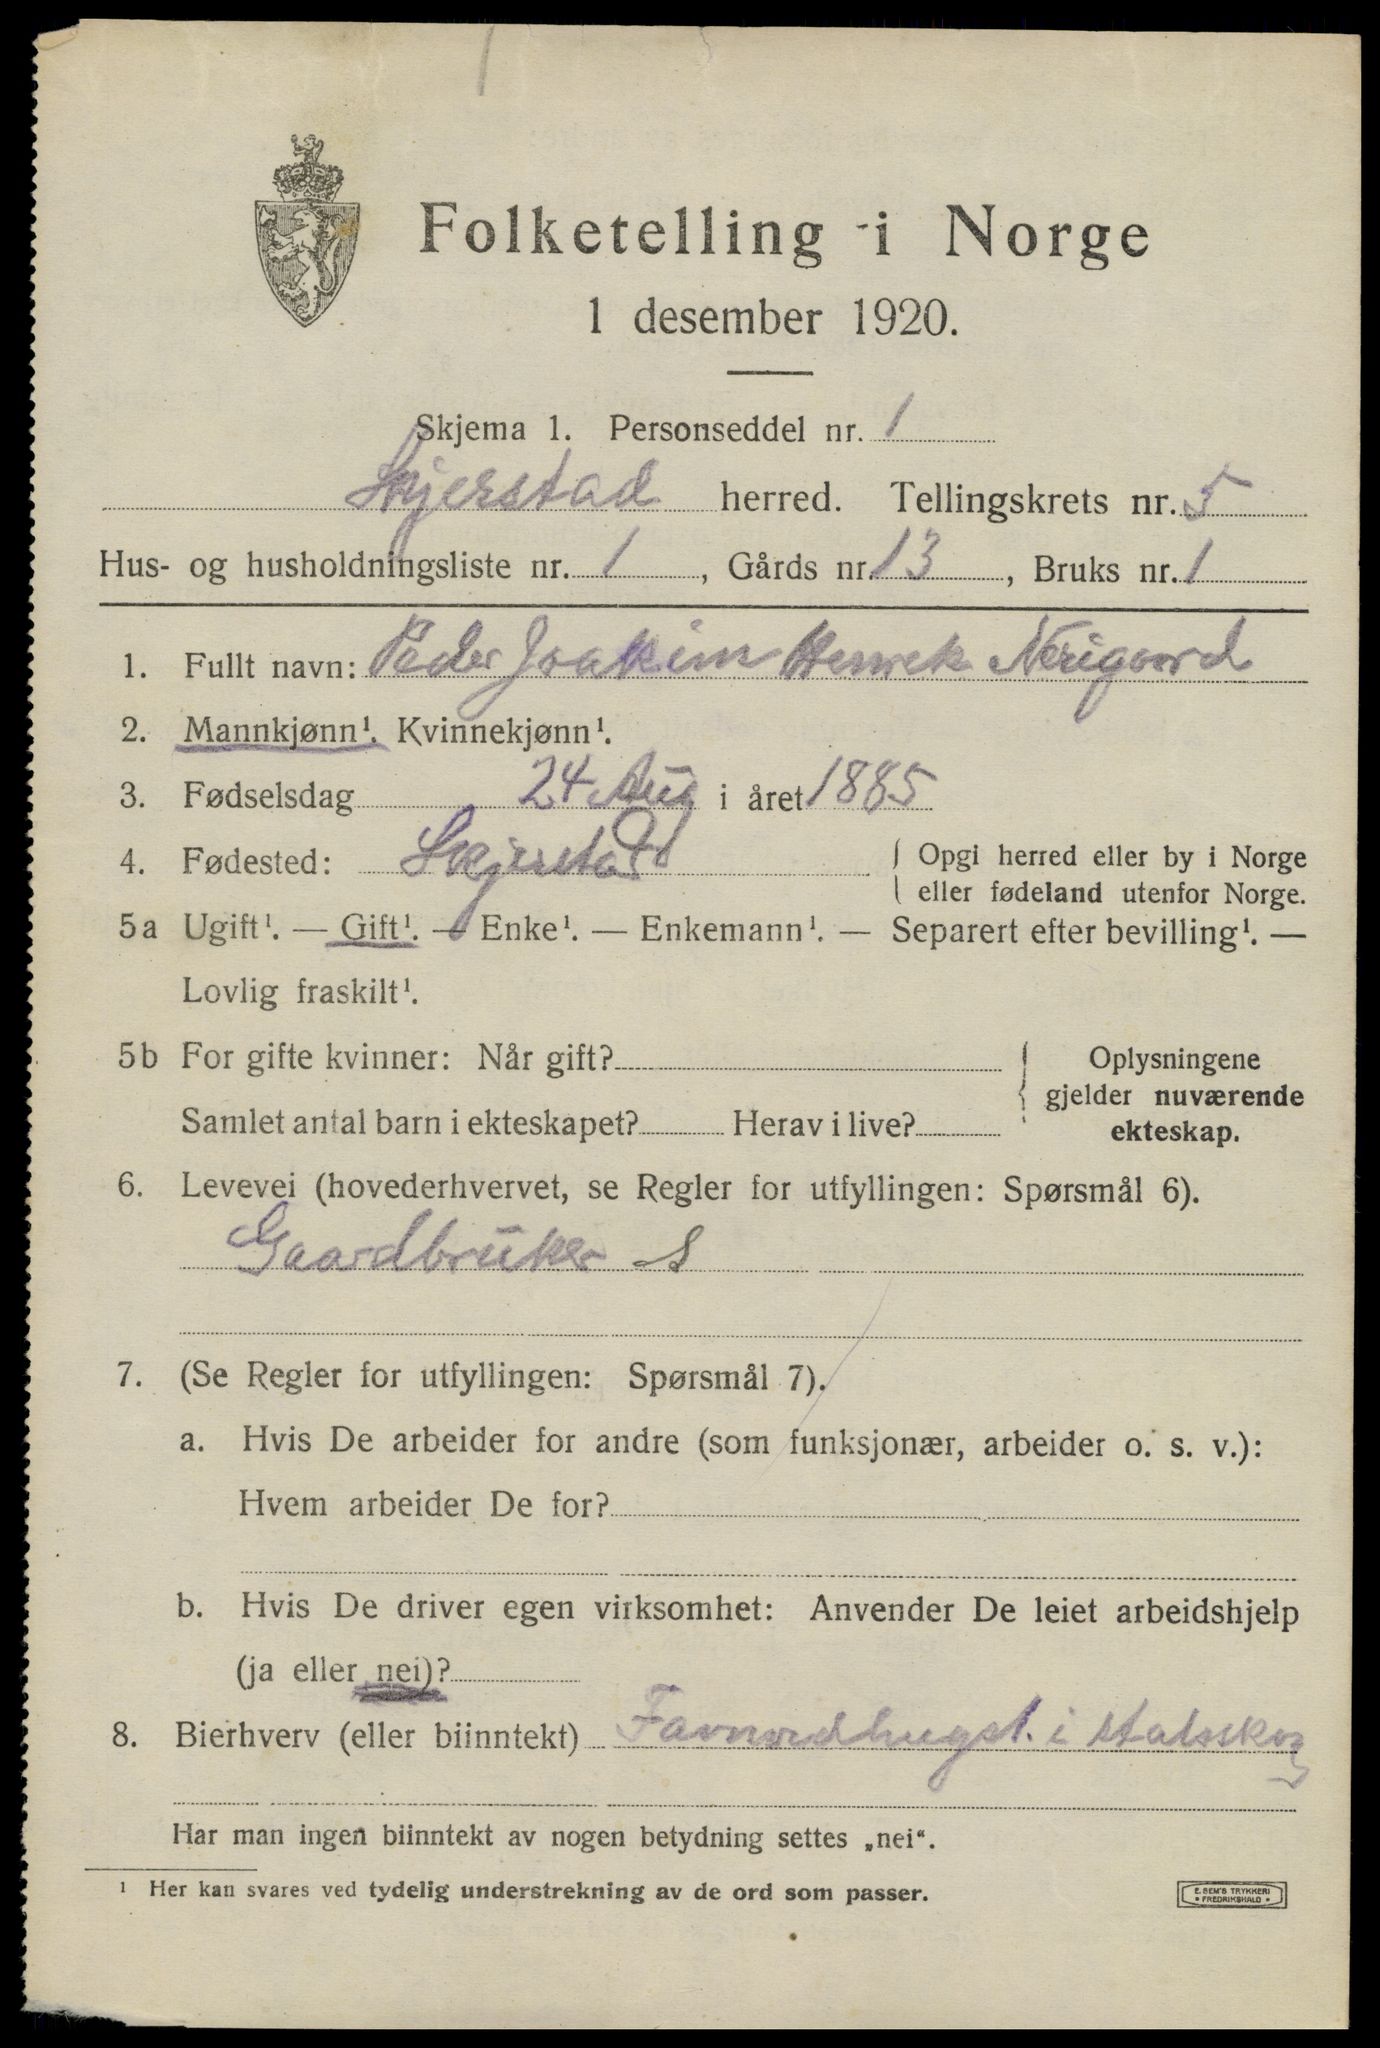 Folketelling i Norge
1 desember 1920.
Skjema 1. Personseddel nr. 1
Skjerstad herred. Tellingskrets nr. 5
Hus- og husholdningsliste nr. 1, Gårds nr. 13, Bruks nr. 1
1. Fullt navn: Peder Joakim Henrek Nerigaard
2. Mannkjønn¹. Kvinnekjønn¹.
3. Fødselsdag 24 Aug i året 1885
4. Fødested: Skjerstad { Opgi herred eller by i Norge
eller fødeland utenfor Norge.
5a Ugift¹. — Gift¹. — Enke¹. — Enkemann¹. — Separert efter bevilling¹. —
Lovlig fraskilt¹.
5b For gifte kvinner: Når gift? { Oplysningene
gjelder nuværende
Samlet antal barn i ekteskapet? Herav i live? ekteskap.
6. Levevei (hovederhvervet, se Regler for utfyllingen: Spørsmål 6).
Gaardbruker S
7. (Se Regler for utfyllingen: Spørsmål 7).
a. Hvis De arbeider for andre (som funksjonær, arbeider o. s. v.):
Hvem arbeider De for?
b. Hvis De driver egen virksomhet: Anvender De leiet arbeidshjelp
(ja eller nei)?
8. Bierhverv (eller biinntekt) Favnvedhugst. i statsskog
Har man ingen biinntekt av nogen betydning settes „nei“.
¹ Her kan svares ved tydelig understrekning av de ord som passer.
E. SEM'S TRYKKERI
• FREDRIKSHALD •